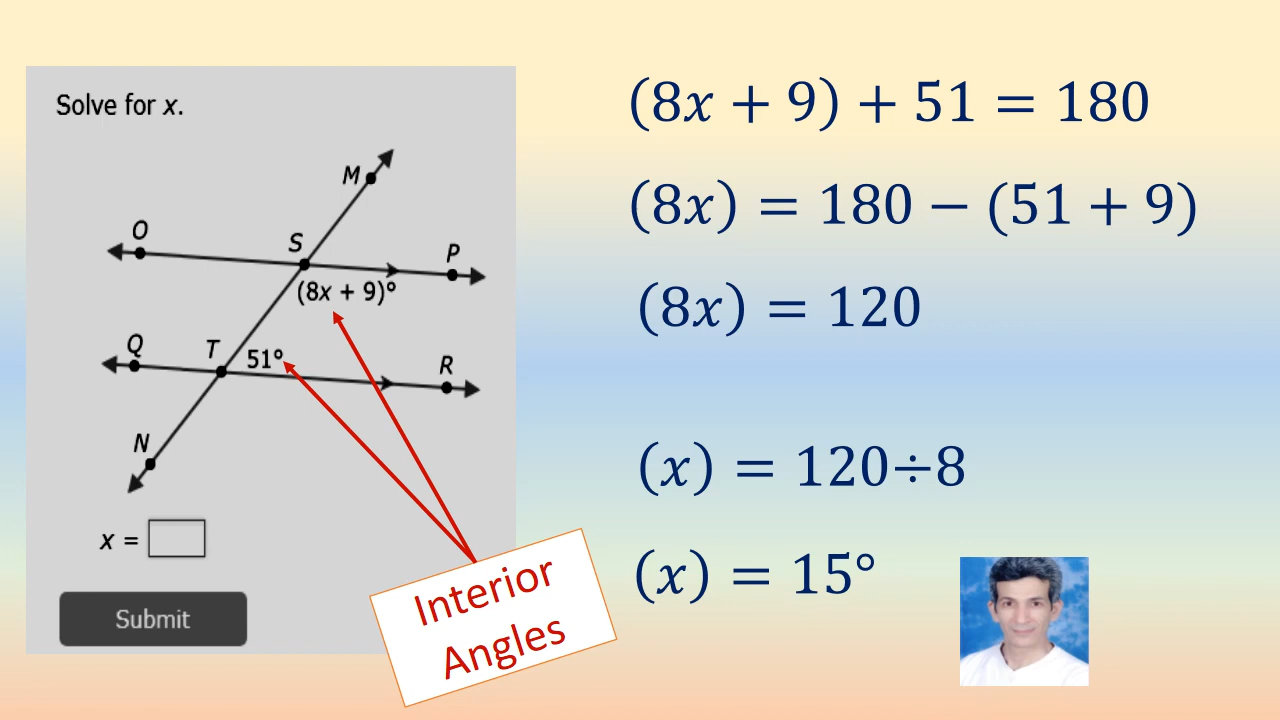 Solve for x.
M
O
S
P
(8x + 9)°
Q
T
51°
R
N
x =
Submit
Interior
Angles
(8x + 9) + 51 = 180
(8x) = 180 − (51 + 9)
(8x) = 120
(x) = 120÷8
(x) = 15°